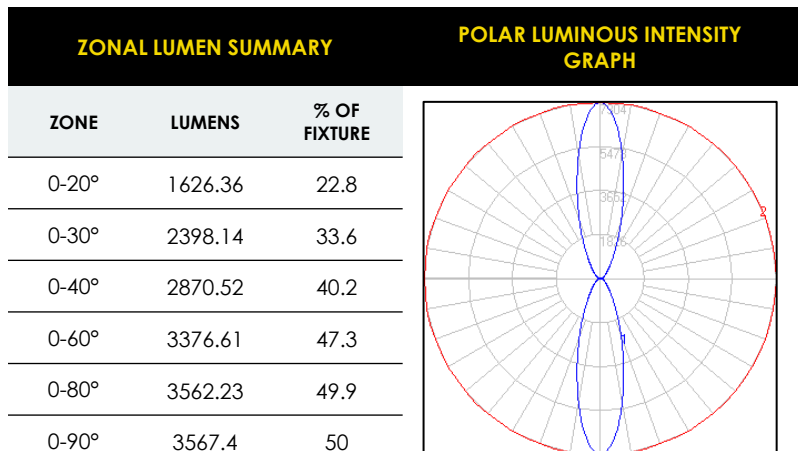 ZONAL LUMEN SUMMARY
POLAR LUMINOUS INTENSITY
GRAPH
ZONE LUMENS % OF
FIXTURE
0-20° 1626.36 22.8
0-30° 2398.14 33.6
0-40° 2870.52 40.2
0-60° 3376.61 47.3
0-80° 3562.23 49.9
0-90° 3567.4 50
3652
2
1